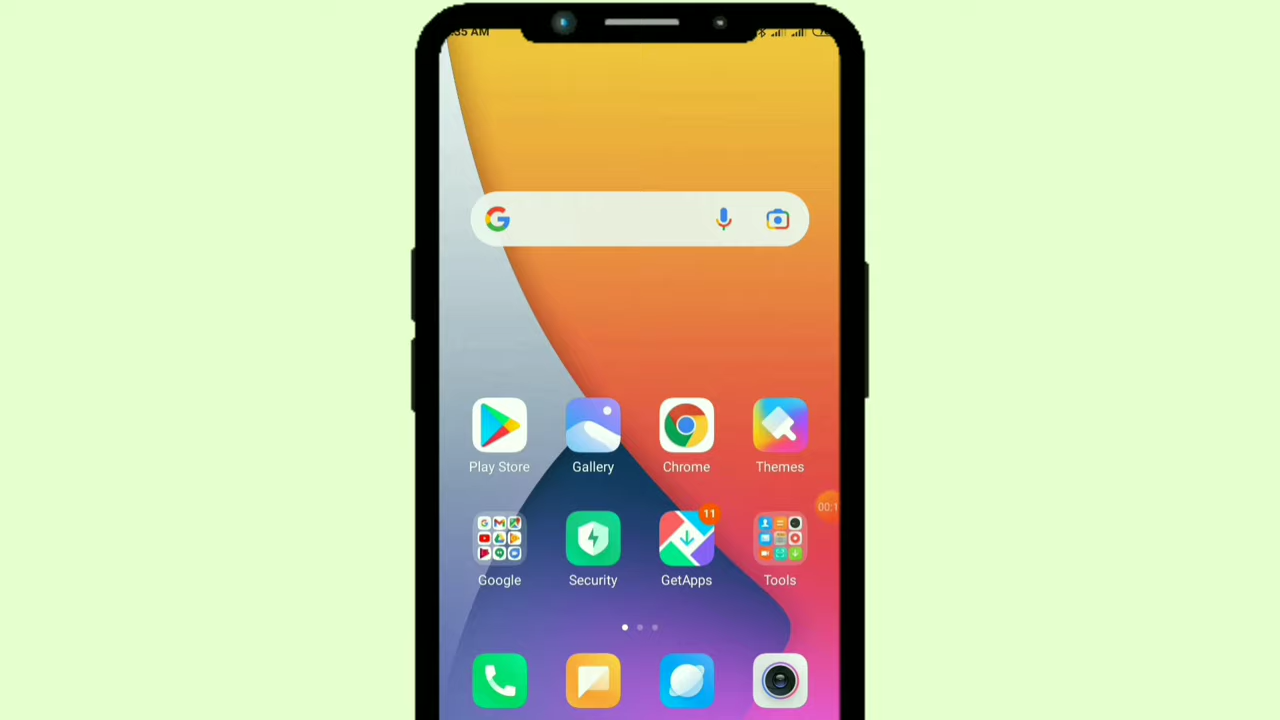 :35 AM
Play Store
Gallery
Chrome
Themes
00:1
11
Google
Security
GetApps
Tools